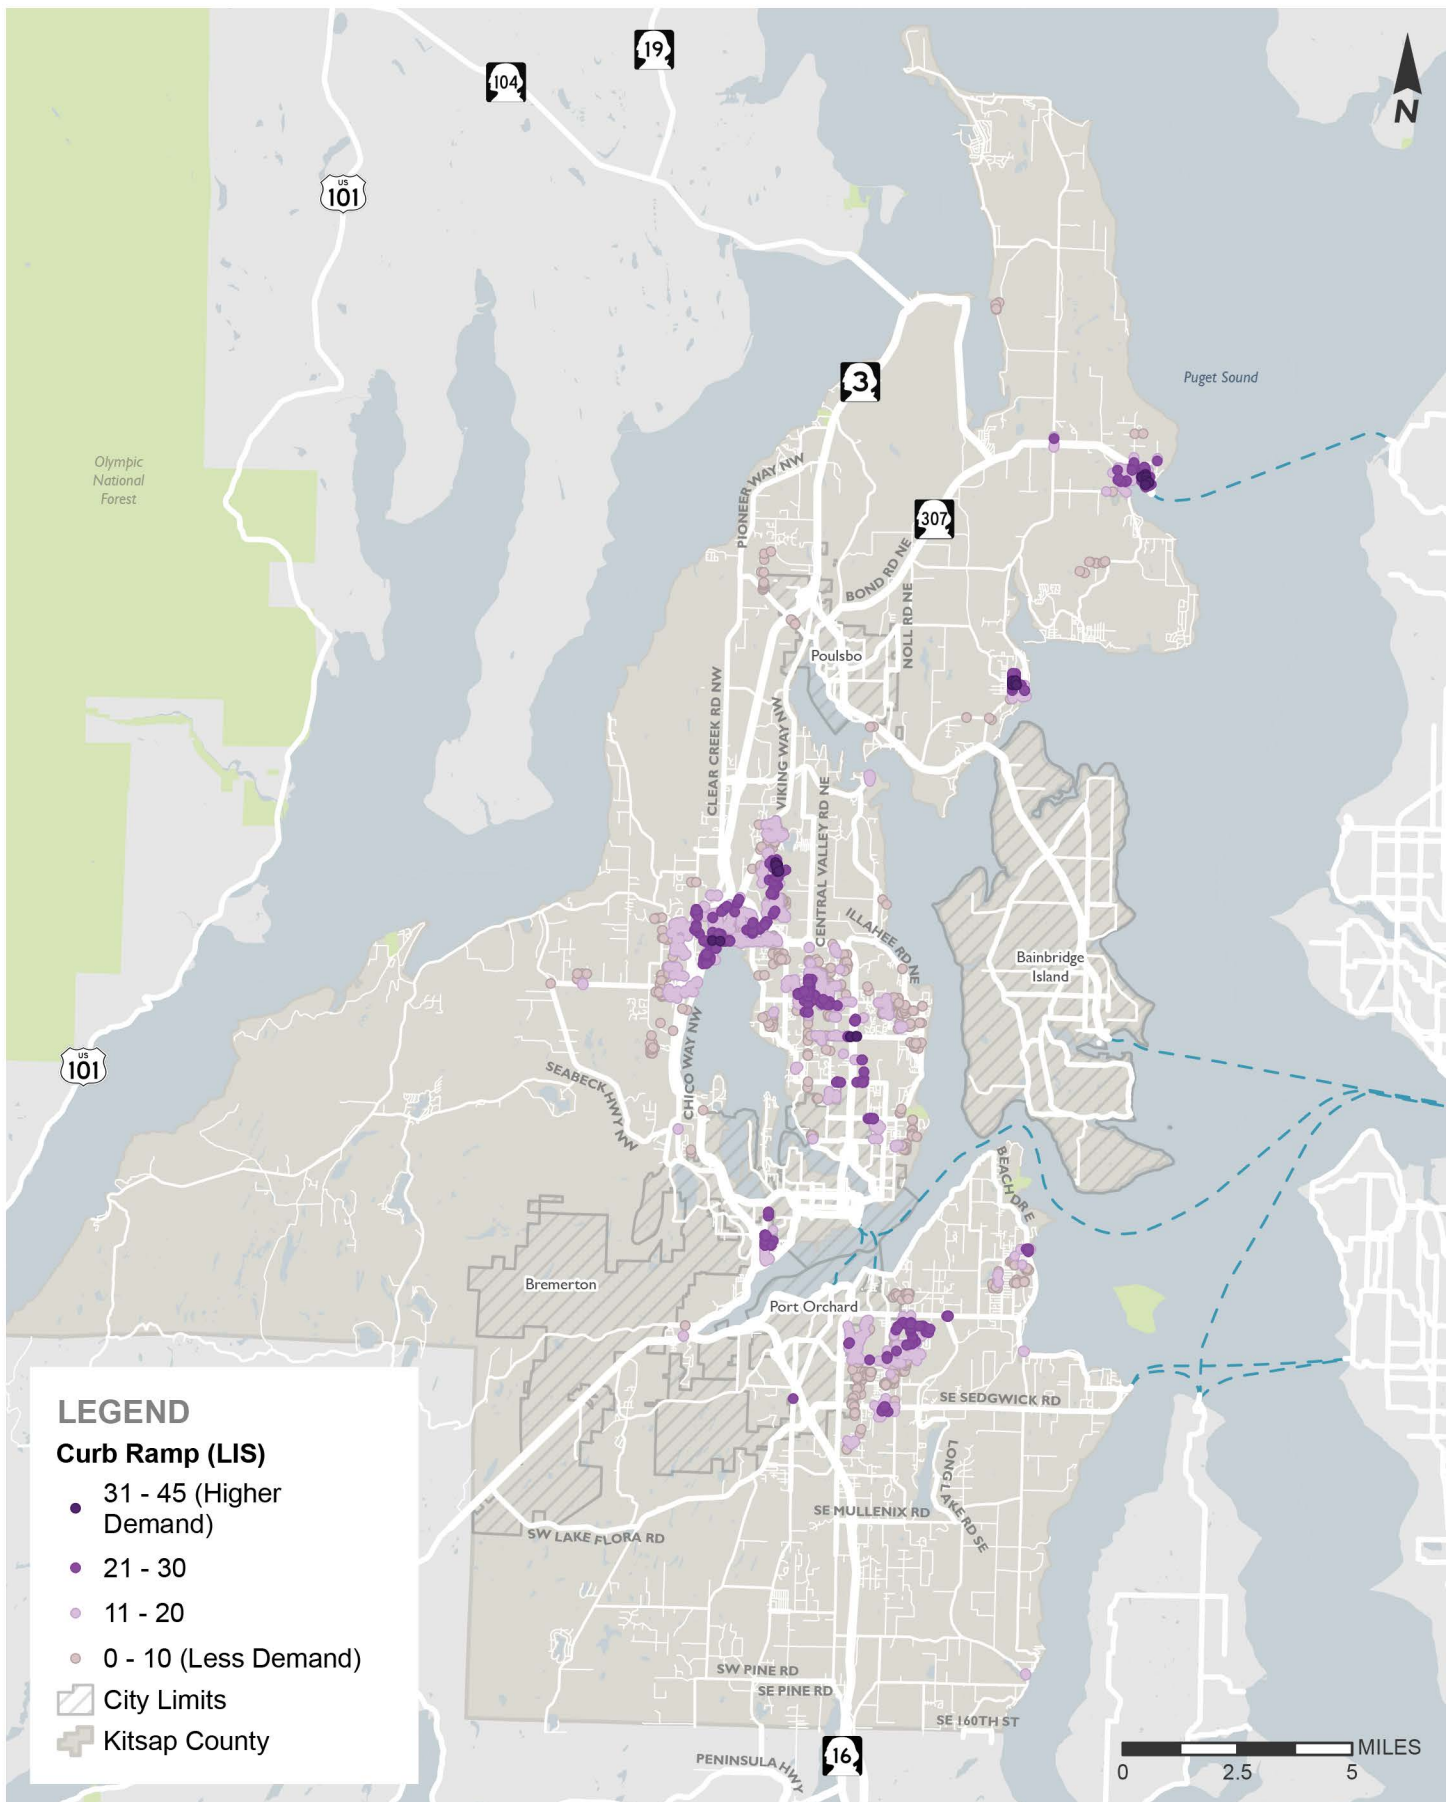 19
104
N
US
101
3
Puget Sound
Olympic
National
Forest
PIONEER WAY NW
307
BOND RD NE
NOLL RD NE
Poulsbo
CLEAR CREEK RD NW
VIKING WAY NW
CENTRAL VALLEY RD NE
ILLAHEE RD NE
Bainbridge
Island
US
101
CHICO WAY NW
SEABECK HWY NW
BEACH DR E
Bremerton
Port Orchard
SE SEDGWICK RD
LONG LAKE RD SE
SE MULLENIX RD
SW LAKE FLORA RD
SW PINE RD
SE PINE RD
SE 160TH ST
16
PENINSULA HWY
LEGEND
Curb Ramp (LIS)
31 - 45 (Higher
Demand)
21 - 30
11 - 20
0 - 10 (Less Demand)
City Limits
Kitsap County
MILES
0 2.5 5